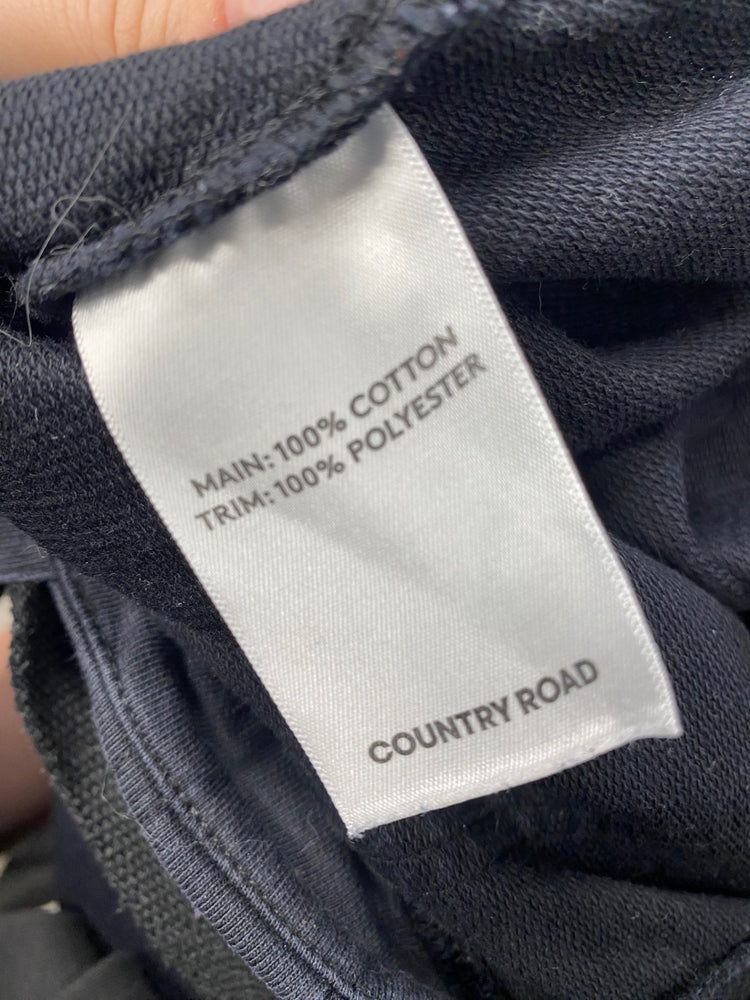 MAIN: 100% COTTON
TRIM: 100% POLYESTER
COUNTRY ROAD